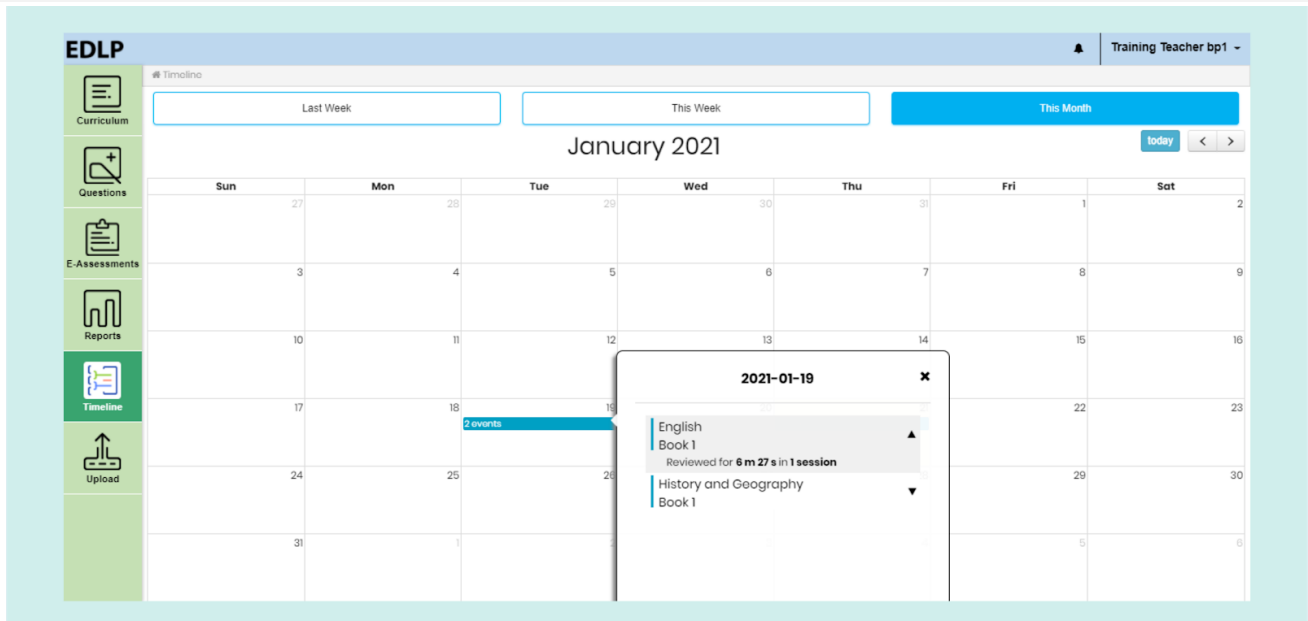 EDLP
Training Teacher bp1
Timeline
Curriculum
Questions
E-Assessments
Reports
Timeline
Upload
Last Week
This Week
This Month
January 2021
today
Sun Mon Tue Wed Thu Fri Sat
27 28 29 30 31 1 2
3 4 5 6 7 8 9
10 11 12 13 14 15 16
17 18 19 22 23
2 events
24 25 26 29 30
31 1 5 6
2021-01-19
English
Book 1
Reviewed for 6 m 27 s in 1 session
History and Geography
Book 1